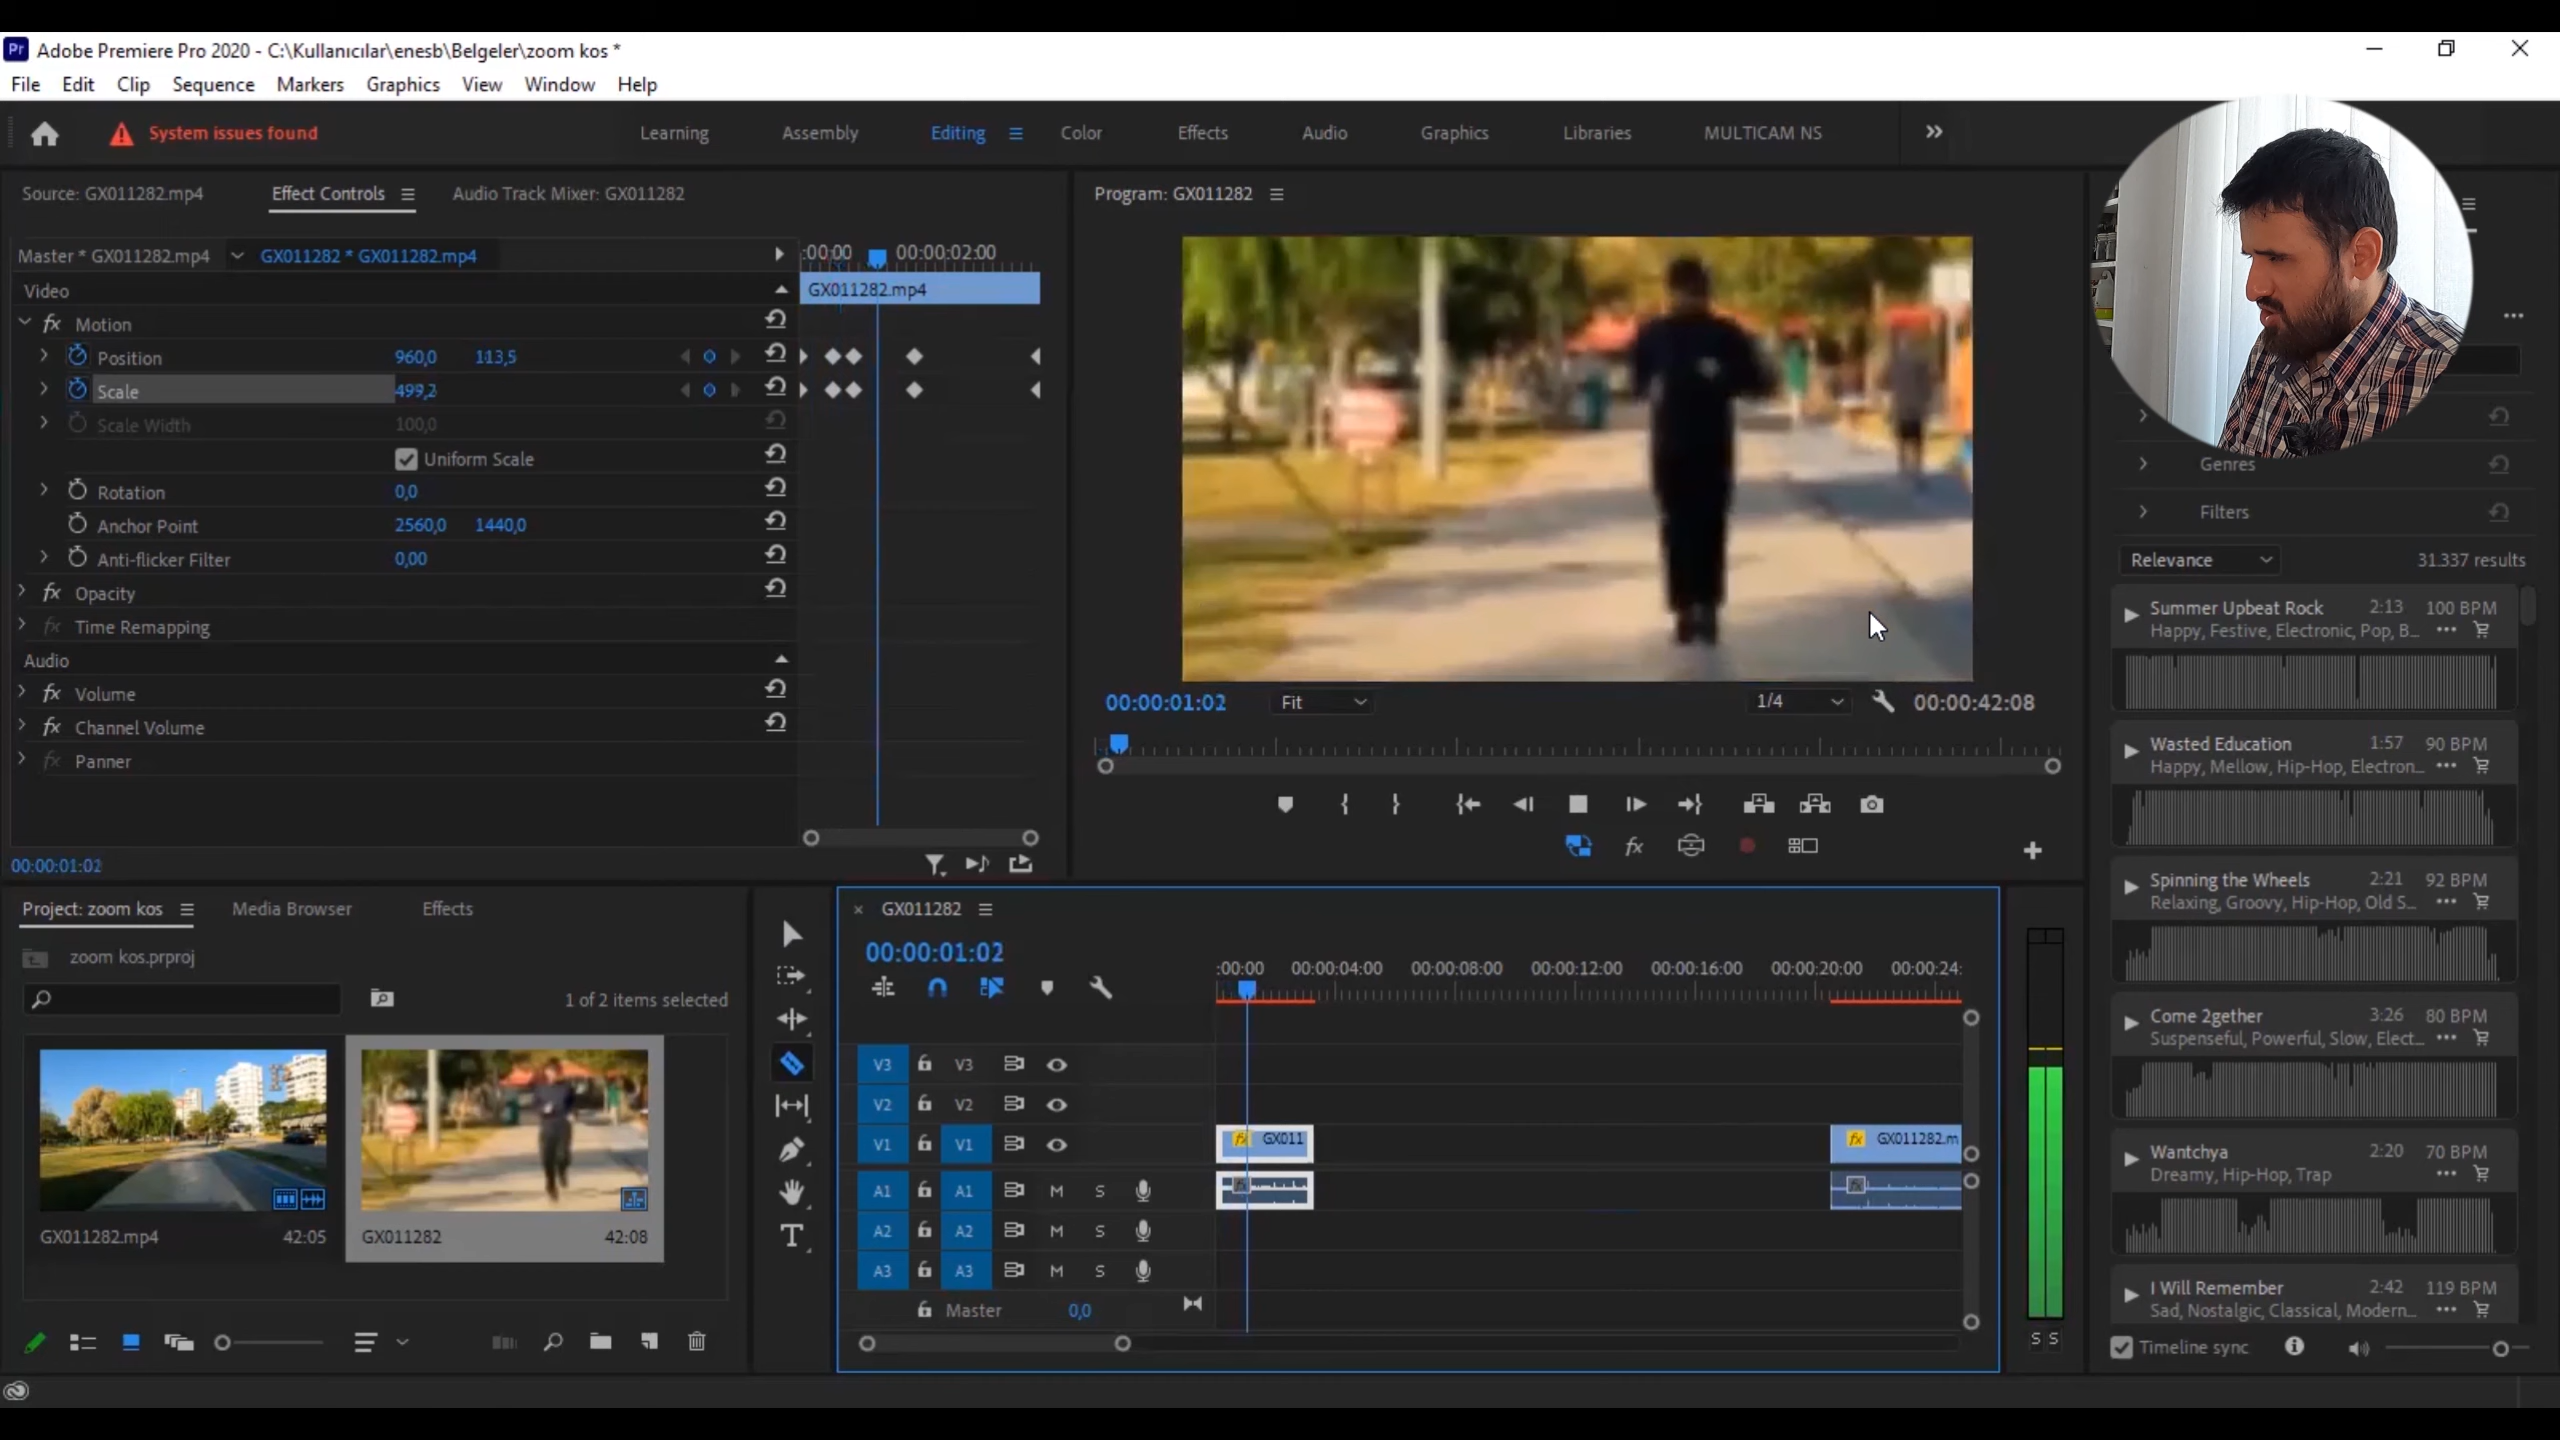 Pr Adobe Premiere Pro 2020 - C:\Kullanıcılar\enesb\Belgeler\zoom kos *
File Edit Clip Sequence Markers Graphics View Window Help
System issues found
Learning Assembly Editing Color Effects Audio Graphics Libraries MULTICAM NS
Source: GX011282.mp4 Effect Controls Audio Track Mixer: GX011282
Program: GX011282
Master * GX011282.mp4 GX011282 * GX011282.mp4
:00:00 00:00:02:00
GX011282.mp4
Video
fx Motion
Position 960,0 113,5
Scale 499,2
Scale Width 100,0
Uniform Scale
Rotation 0,0
Anchor Point 2560,0 1440,0
Anti-flicker Filter 0,00
fx Opacity
fx Time Remapping
Audio
fx Volume
fx Channel Volume
fx Panner
00:00:01:02
00:00:01:02 Fit 1/4 00:00:42:08
fx
Genres
Filters
Relevance 31.337 results
Summer Upbeat Rock 2:13 100 BPM
Happy, Festive, Electronic, Pop, B...
Wasted Education 1:57 90 BPM
Happy, Mellow, Hip-Hop, Electron...
Spinning the Wheels 2:21 92 BPM
Relaxing, Groovy, Hip-Hop, Old S...
Come 2gether 3:26 80 BPM
Suspenseful, Powerful, Slow, Elect...
Wantchya 2:20 70 BPM
Dreamy, Hip-Hop, Trap
I Will Remember 2:42 119 BPM
Sad, Nostalgic, Classical, Modern...
Timeline sync
Project: zoom kos Media Browser Effects
zoom kos.prproj
1 of 2 items selected
GX011282.mp4 42:05
GX011282 42:08
T
× GX011282
00:00:01:02
:00:00 00:00:04:00 00:00:08:00 00:00:12:00 00:00:16:00 00:00:20:00 00:00:24:
V3 V3
V2 V2
V1 V1
fx GX011
fx GX011282.m
A1 A1 M S
fx
fx
A2 A2 M S
A3 A3 M S
Master 0,0
S S